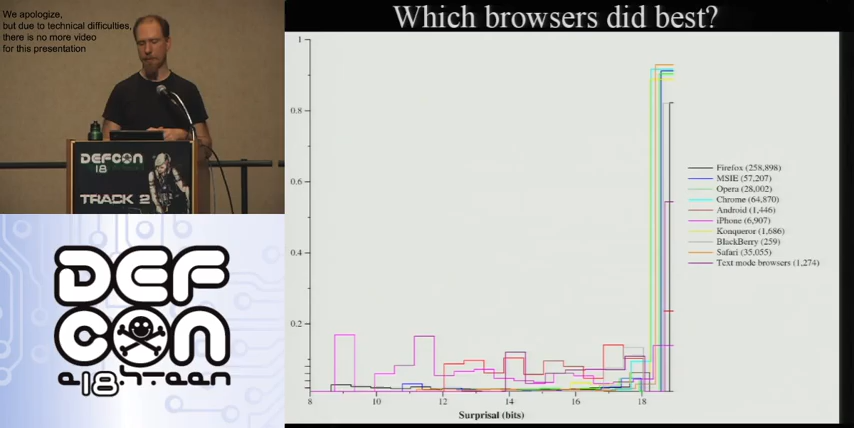 We apologize,
but due to technical difficulties,
there is no more video
for this presentation
DEFCON
18
TRACK 2
DEF
CON
18
Which browsers did best?
1
0.8
0.6
0.4
0.2
8
10
12
14
16
18
Surprisal (bits)
Firefox (258,898)
MSIE (57,207)
Opera (28,002)
Chrome (64,870)
Android (1,446)
iPhone (6,907)
Konqueror (1,686)
BlackBerry (259)
Safari (35,055)
Text mode browsers (1,274)